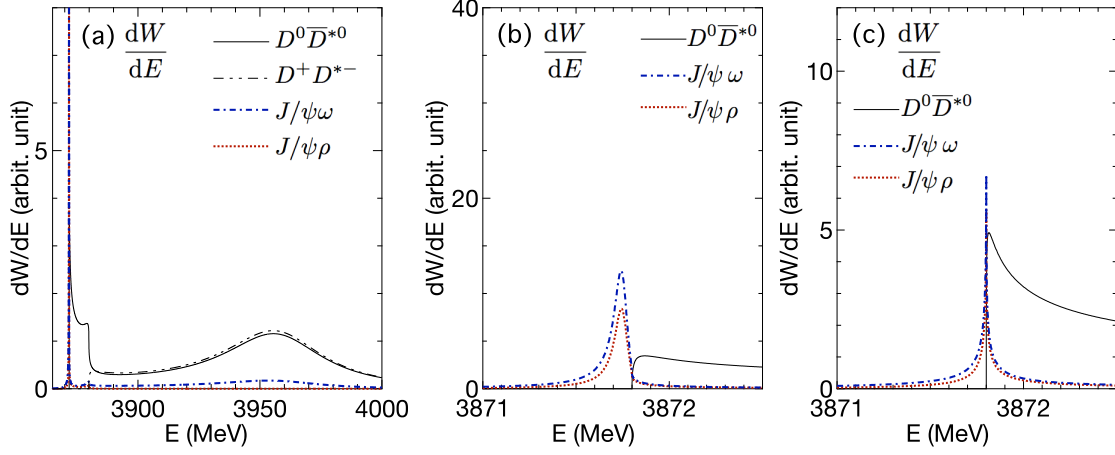 (a) dW/dE
D⁰D̅*⁰
D⁺D*⁻
J/ψω
J/ψρ
dW/dE (arbit. unit)
5
0
3900
3950
4000
E (MeV)
(b) dW/dE
D⁰D̅*⁰
J/ψ ω
J/ψ ρ
dW/dE (arbit. unit)
40
20
0
3871
3872
E (MeV)
(c) dW/dE
D⁰D̅*⁰
J/ψ ω
J/ψ ρ
dW/dE (arbit. unit)
10
5
0
3871
3872
E (MeV)